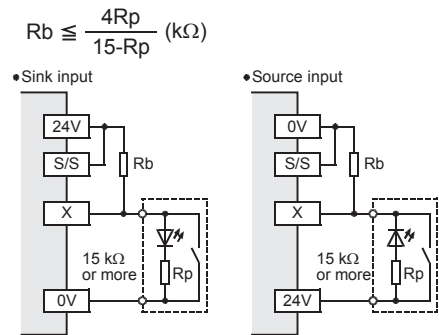 Rb ≦ 4Rp / 15-Rp (kΩ)
•Sink input
24V
S/S
Rb
X
15 kΩ
or more
Rp
0V
•Source input
0V
S/S
Rb
X
15 kΩ
or more
Rp
24V